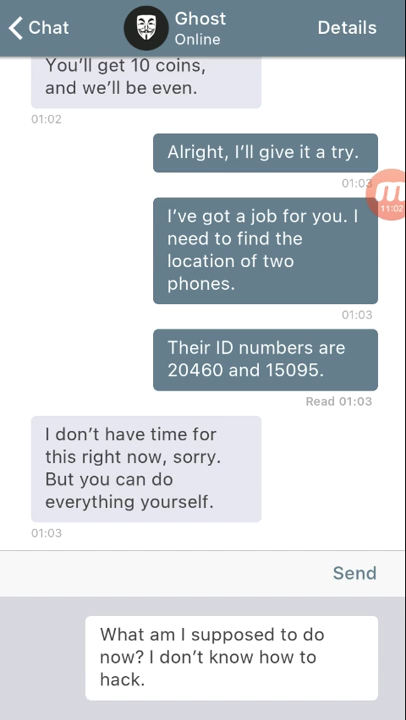 Chat
Ghost
Online
Details
You'll get 10 coins,
and we'll be even.
01:02
Alright, I'll give it a try.
01:03
11:02
I've got a job for you. I
need to find the
location of two
phones.
01:03
Their ID numbers are
20460 and 15095.
Read 01:03
I don't have time for
this right now, sorry.
But you can do
everything yourself.
01:03
Send
What am I supposed to do
now? I don't know how to
hack.